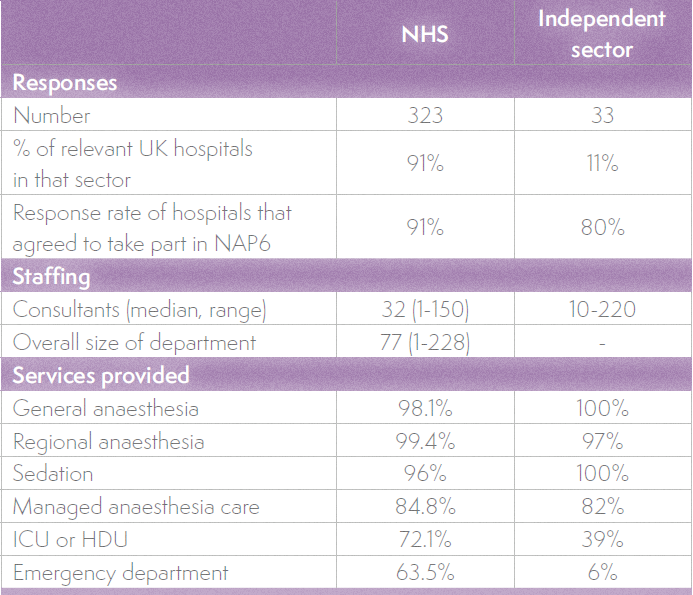 NHS Independent sector
Responses
Number 323 33
% of relevant UK hospitals in that sector 91% 11%
Response rate of hospitals that agreed to take part in NAP6 91% 80%
Staffing
Consultants (median, range) 32 (1-150) 10-220
Overall size of department 77 (1-228) -
Services provided
General anaesthesia 98.1% 100%
Regional anaesthesia 99.4% 97%
Sedation 96% 100%
Managed anaesthesia care 84.8% 82%
ICU or HDU 72.1% 39%
Emergency department 63.5% 6%